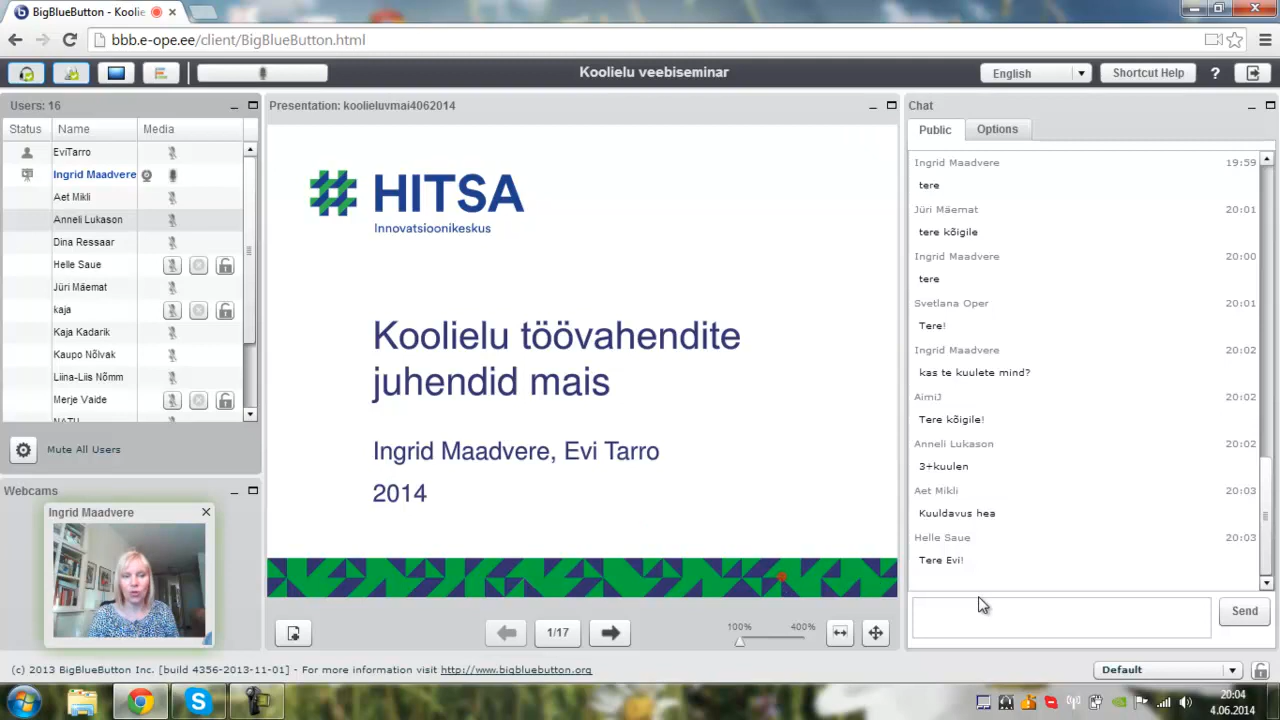 BigBlueButton - Koolie
bbb.e-ope.ee/client/BigBlueButton.html
Koolielu veebiseminar
English
Shortcut Help
?
Users: 16
Status Name Media
EviTarro
Ingrid Maadvere
Aet Mikli
Anneli Lukason
Dina Ressaar
Helle Saue
Jüri Mäemat
kaja
Kaja Kadarik
Kaupo Nõlvak
Liina-Liis Nõmm
Merje Vaide
Mute All Users
Webcams
Ingrid Maadvere
Presentation: koolieluvmai4062014
HITSA
Innovatsioonikeskus
Koolielu töövahendite
juhendid mais
Ingrid Maadvere, Evi Tarro
2014
1/17
100% 400%
Chat
Public Options
Ingrid Maadvere 19:59
tere
Jüri Mäemat 20:01
tere kõigile
Ingrid Maadvere 20:00
tere
Svetlana Oper 20:01
Tere!
Ingrid Maadvere 20:02
kas te kuulete mind?
AimiJ 20:02
Tere kõigile!
Anneli Lukason 20:02
3+kuulen
Aet Mikli 20:03
Kuuldavus hea
Helle Saue 20:03
Tere Evi!
Send
(c) 2013 BigBlueButton Inc. [build 4356-2013-11-01] - For more information visit http://www.bigbluebutton.org
Default
20:04
4.06.2014